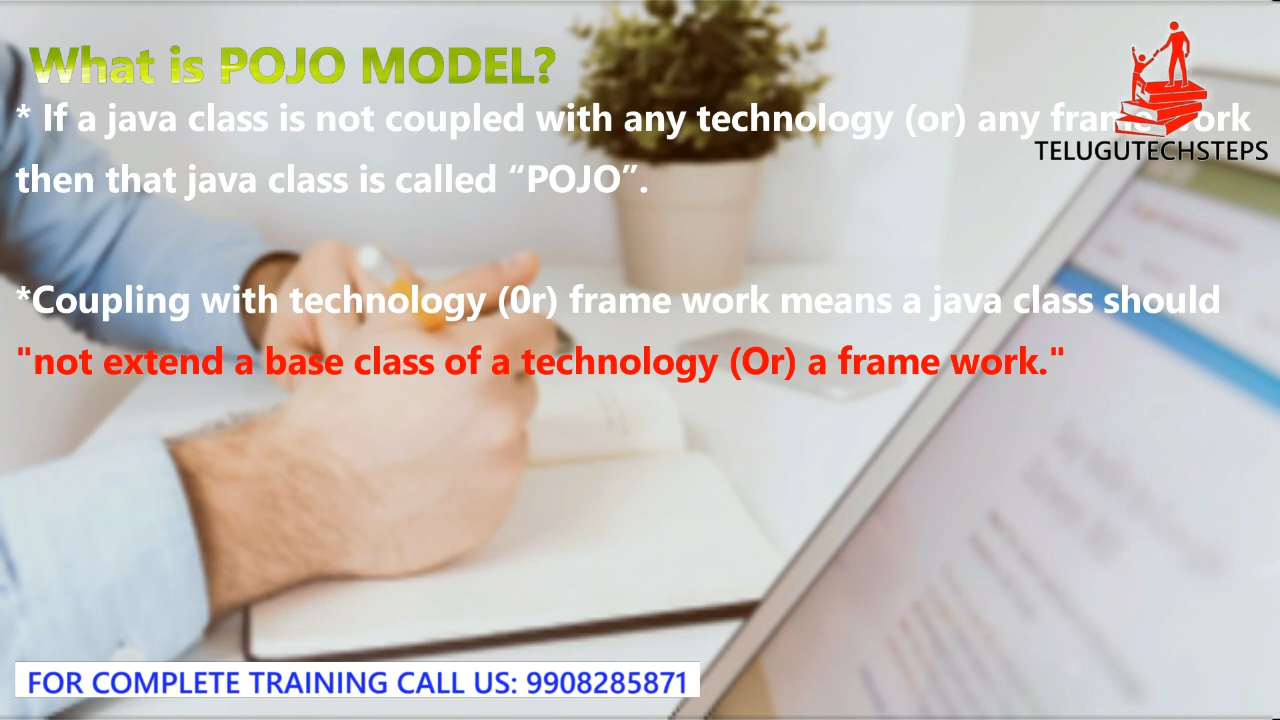 What is POJO MODEL?
* If a java class is not coupled with any technology (or) any frame work
TELUGUTECHSTEPS
then that java class is called “POJO”.
*Coupling with technology (0r) frame work means a java class should
"not extend a base class of a technology (Or) a frame work."
FOR COMPLETE TRAINING CALL US: 9908285871